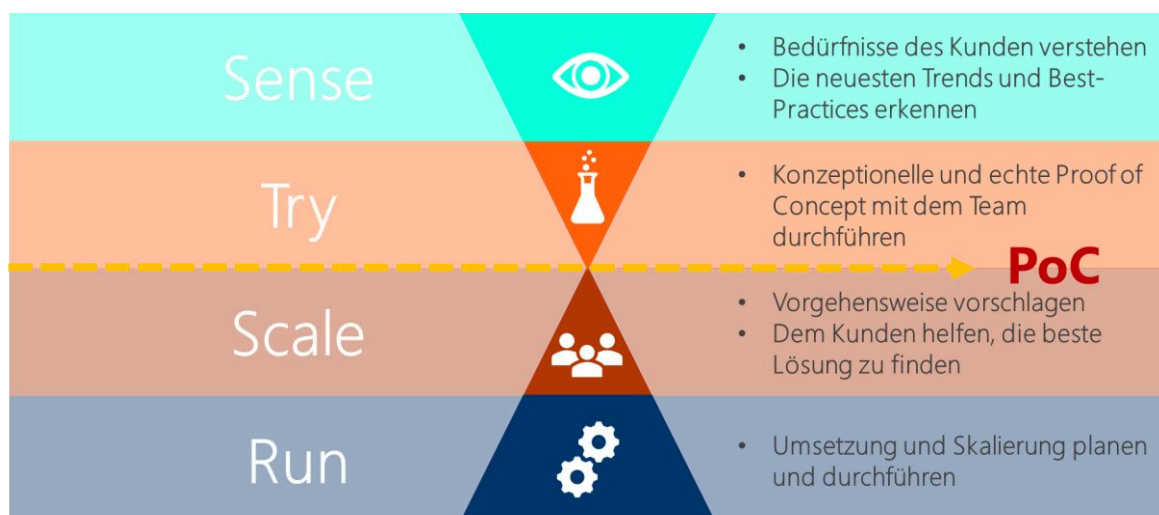 Sense
• Bedürfnisse des Kunden verstehen
• Die neuesten Trends und Best-
Practices erkennen
Try
• Konzeptionelle und echte Proof of
Concept mit dem Team
durchführen
PoC
Scale
• Vorgehensweise vorschlagen
• Dem Kunden helfen, die beste
Lösung zu finden
Run
• Umsetzung und Skalierung planen
und durchführen